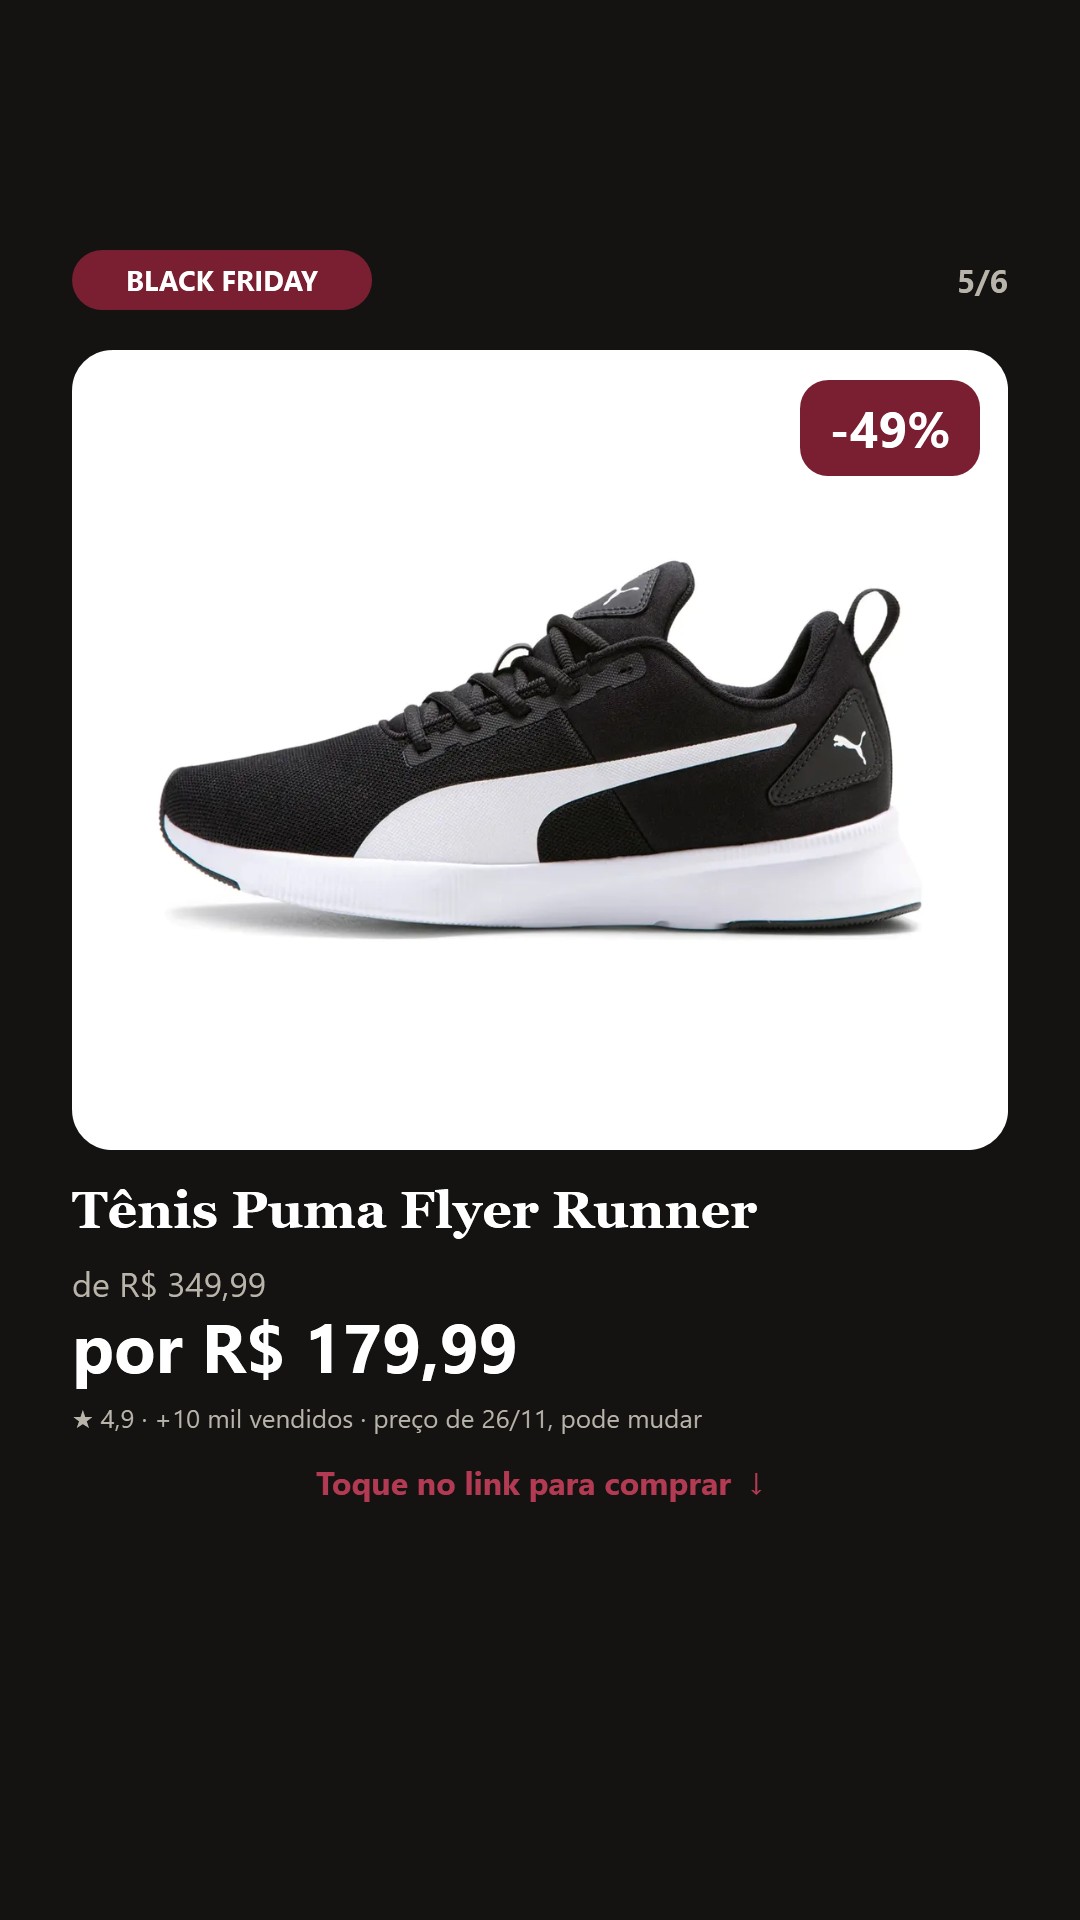 BLACK FRIDAY
5/6
-49%
Tênis Puma Flyer Runner
de R$ 349,99
por R$ 179,99
★ 4,9 · +10 mil vendidos · preço de 26/11, pode mudar
Toque no link para comprar ↓